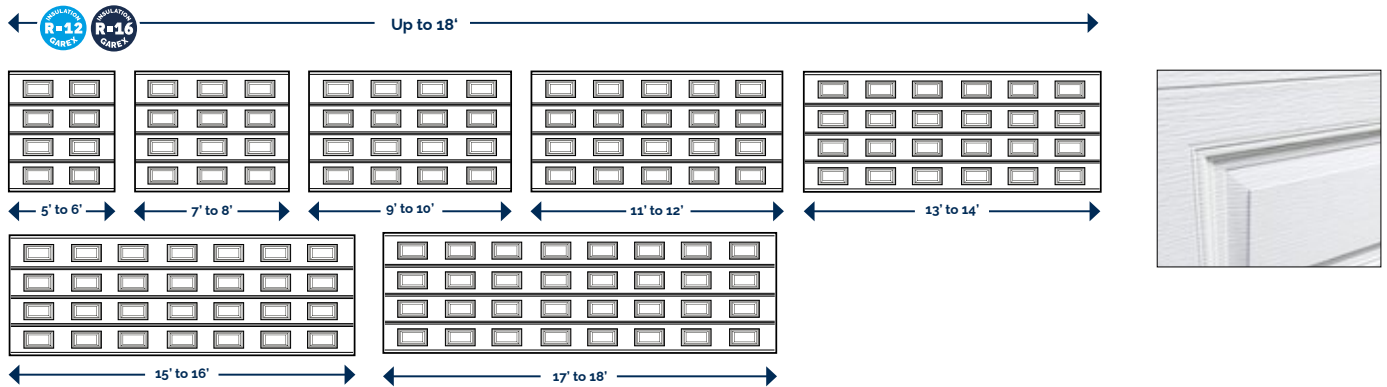 INSULATION
R-12
GAREX
INSULATION
R-16
GAREX
Up to 18‘
5’ to 6’
7’ to 8’
9’ to 10’
11’ to 12’
13’ to 14’
15’ to 16’
17’ to 18’